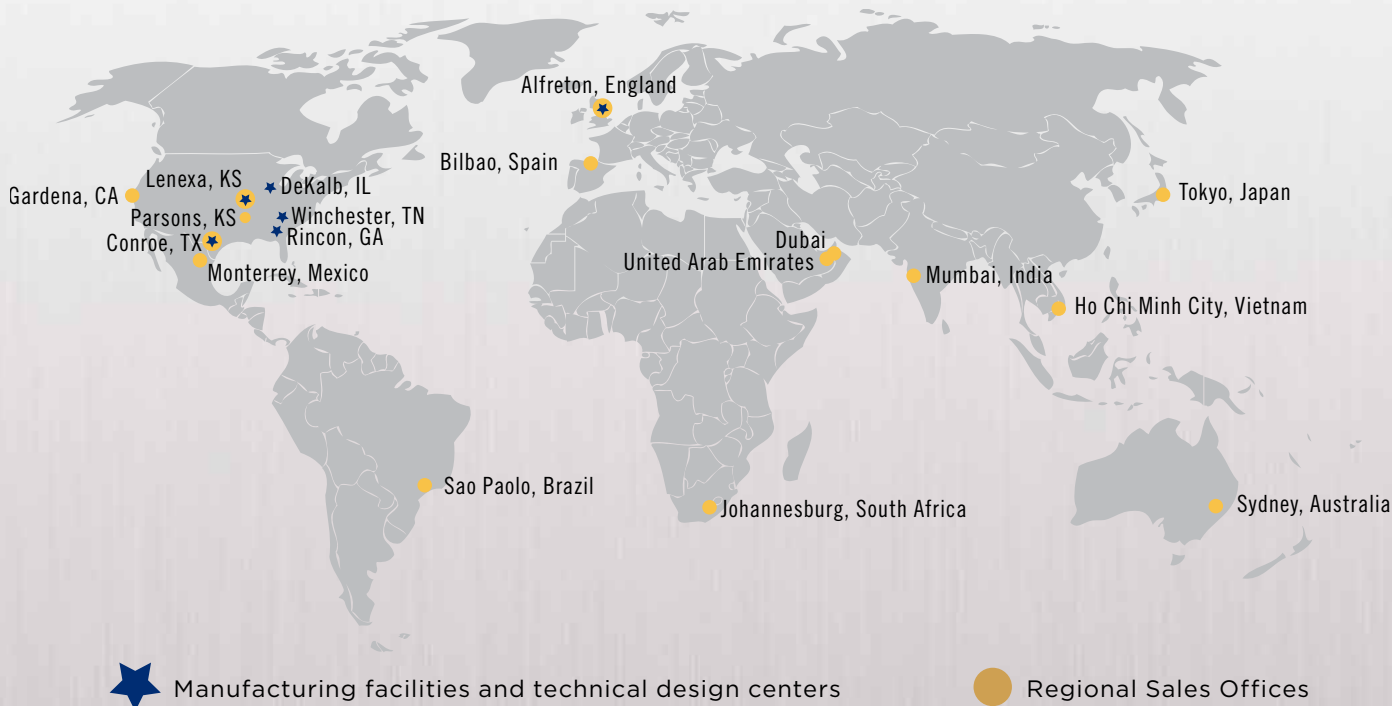 Alfreton, England
Bilbao, Spain
Lenexa, KS
DeKalb, IL
Gardena, CA
Tokyo, Japan
Parsons, KS
Winchester, TN
Conroe, TX
Rincon, GA
Dubai
United Arab Emirates
Monterrey, Mexico
Mumbai, India
Ho Chi Minh City, Vietnam
Sao Paolo, Brazil
Johannesburg, South Africa
Sydney, Australia
Manufacturing facilities and technical design centers
Regional Sales Offices